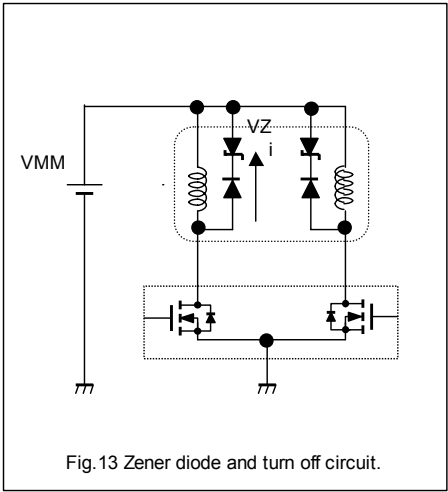 VZ
VMM
i
Fig.13 Zener diode and turn off circuit.